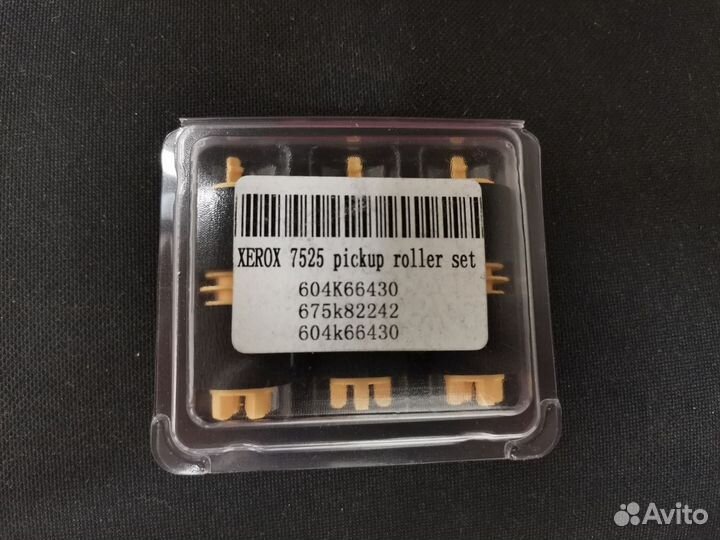 XEROX 7525 pickup roller set
604K66430
675k82242
604k66430
Avito